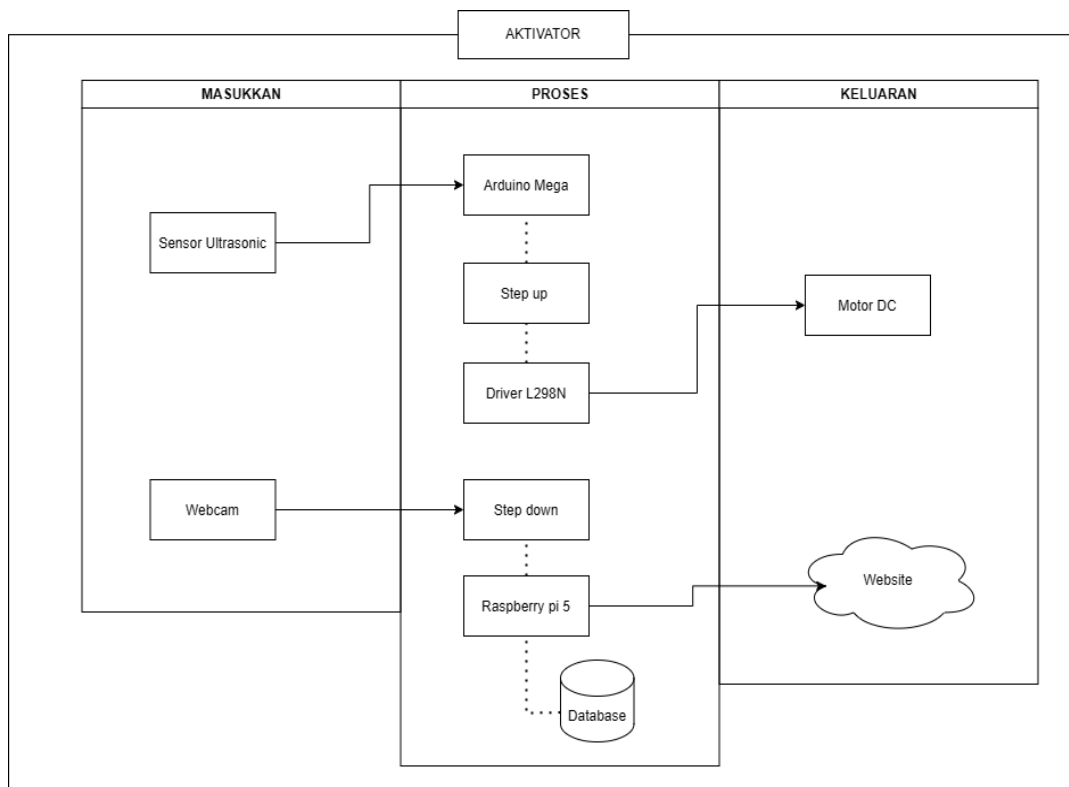 AKTIVATOR
MASUKKAN
PROSES
KELUARAN
Arduino Mega
Sensor Ultrasonic
Step up
Motor DC
Driver L298N
Webcam
Step down
Website
Raspberry pi 5
Database